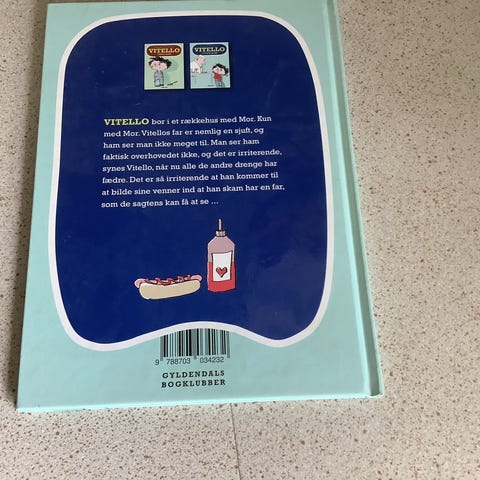 VITELLO
VITELLO
VITELLO bor i et rækkehus med Mor. Kun
med Mor. Vitellos far er nemlig en sjuft, og
ham ser man ikke meget til. Man ser ham
faktisk overhovedet ikke, og det er irriterende,
synes Vitello, når nu alle de andre drenge har
fædre. Det er så irriterende at han kommer til
at bilde sine venner ind at han skam har en far,
som de sagtens kan få at se ...
9 788703 034232
GYLDENDALS
BOGKLUBBER